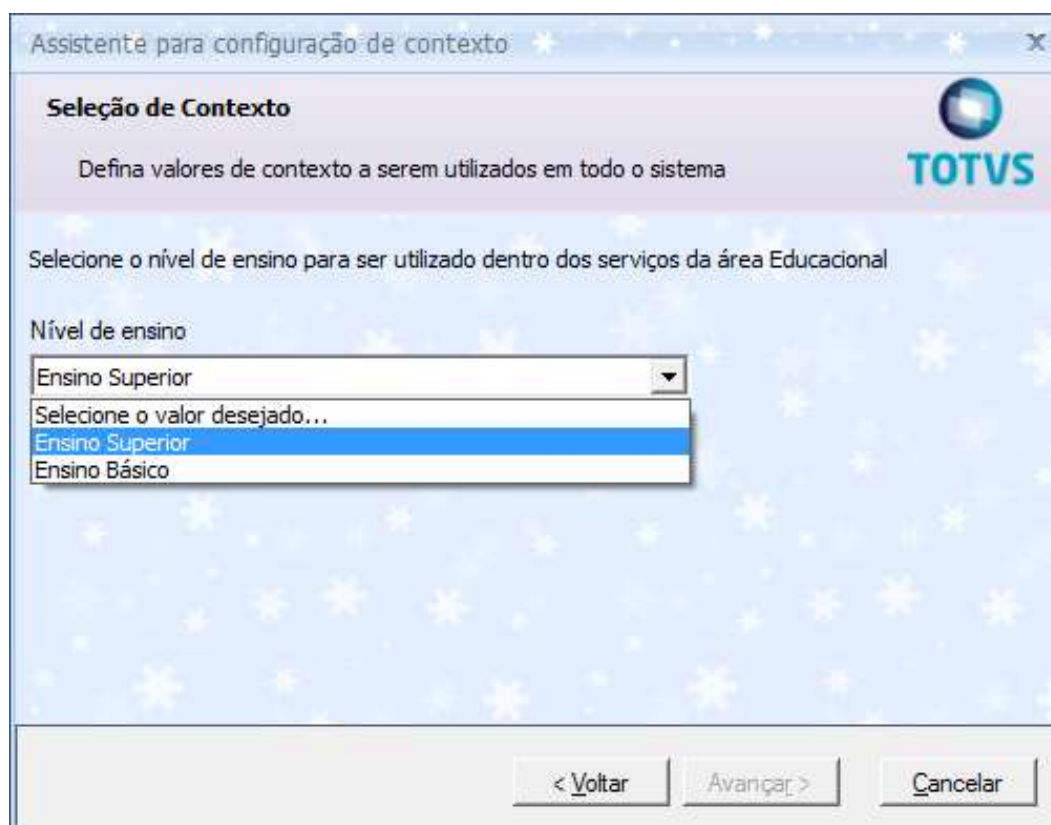 Assistente para configuração de contexto
x
Seleção de Contexto
Defina valores de contexto a serem utilizados em todo o sistema
TOTVS
Selecione o nível de ensino para ser utilizado dentro dos serviços da área Educacional
Nível de ensino
Ensino Superior
Selecione o valor desejado...
Ensino Superior
Ensino Básico
< Voltar Avançar > Cancelar